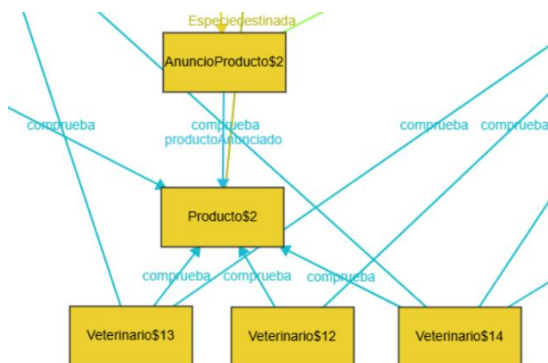 Especiedestinada
AnuncioProducto$2
comprueba
comprueba
comprueba
comprueba
productoAnunciado
Producto$2
comprueba
comprueba
comprueba
Veterinario$13
Veterinario$12
Veterinario$14